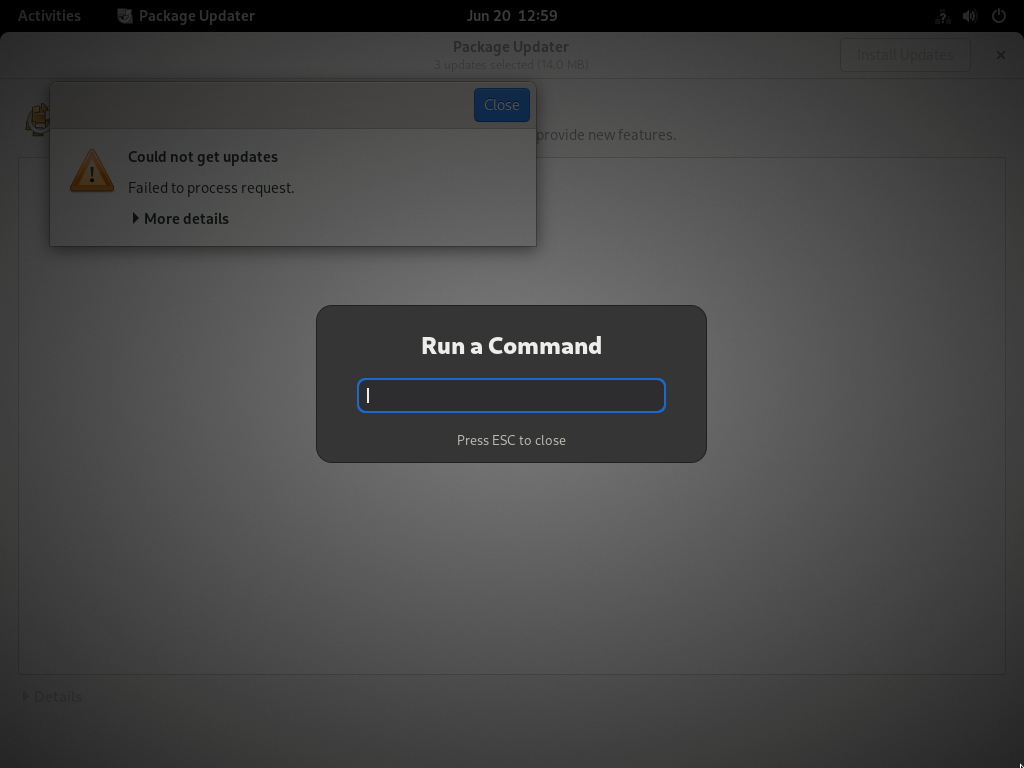 Activities
Package Updater
Jun 20 12:59
Package Updater
3 updates selected (14.0 MB)
Install Updates
Close
provide new features.
Could not get updates
Failed to process request.
More details
Run a Command
Press ESC to close
Details